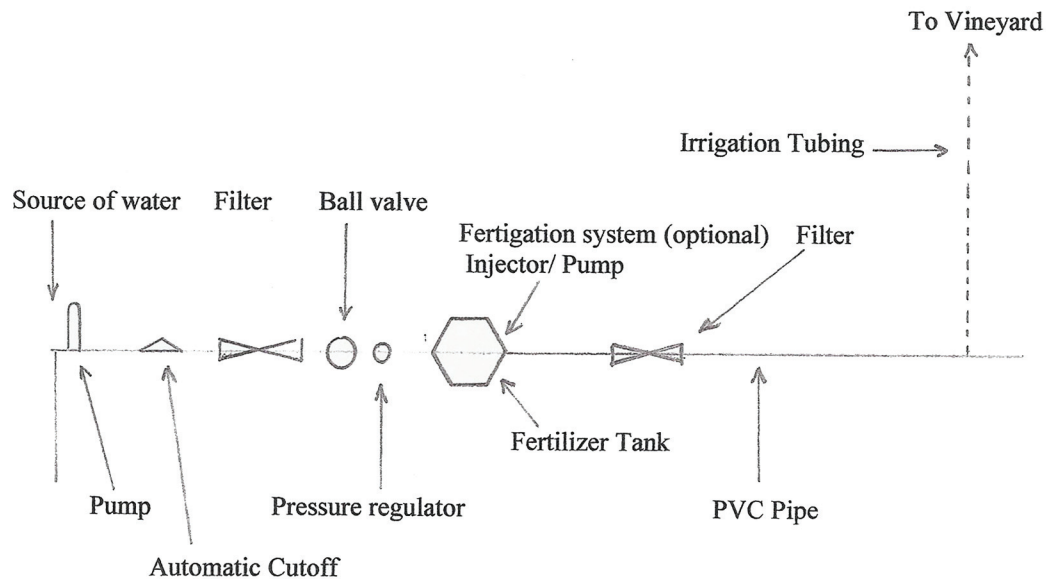 To Vineyard
Irrigation Tubing
Source of water
Filter
Ball valve
Fertigation system (optional)
Injector/ Pump
Filter
Fertilizer Tank
Pump
Pressure regulator
PVC Pipe
Automatic Cutoff